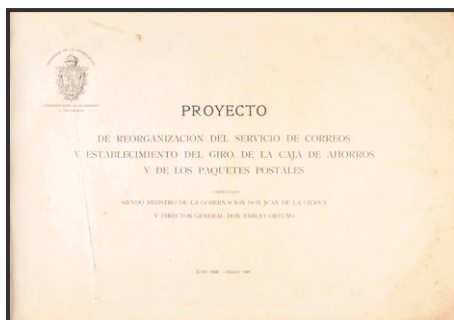 PROYECTO
DE REORGANIZACIÓN DEL SERVICIO DE CORREOS
Y ESTABLECIMIENTO DEL GIRO, DE LA CAJA DE AHORROS
Y DE LOS PAQUETES POSTALES
SIENDO MINISTRO DE LA GOBERNACIÓN DON JUAN DE LA CIERVA
Y DIRECTOR GENERAL DON EMILIO ORTUÑO